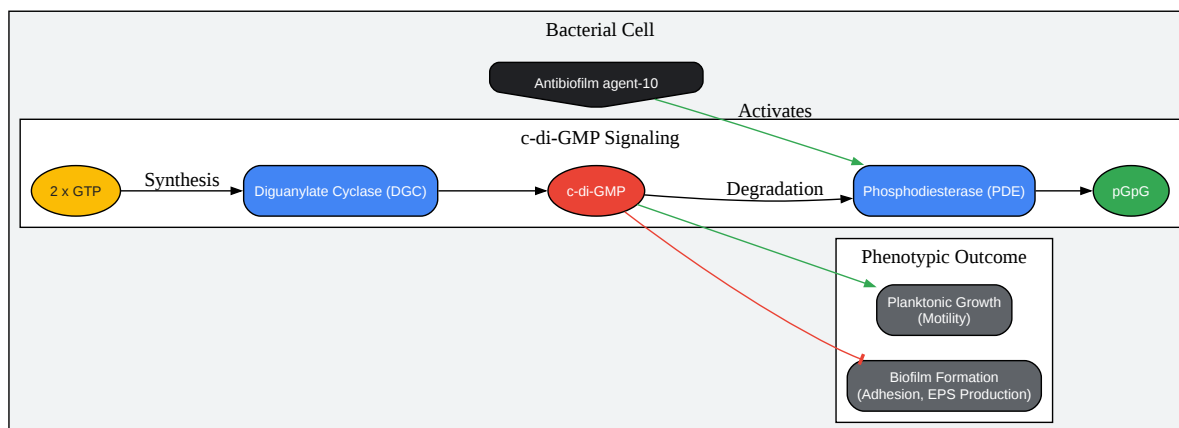 Bacterial Cell
Antibiofilm agent-10
Activates
c-di-GMP Signaling
2 x GTP
Synthesis
Diguanylate Cyclase (DGC)
c-di-GMP
Degradation
Phosphodiesterase (PDE)
pGpG
Phenotypic Outcome
Planktonic Growth
(Motility)
Biofilm Formation
(Adhesion, EPS Production)